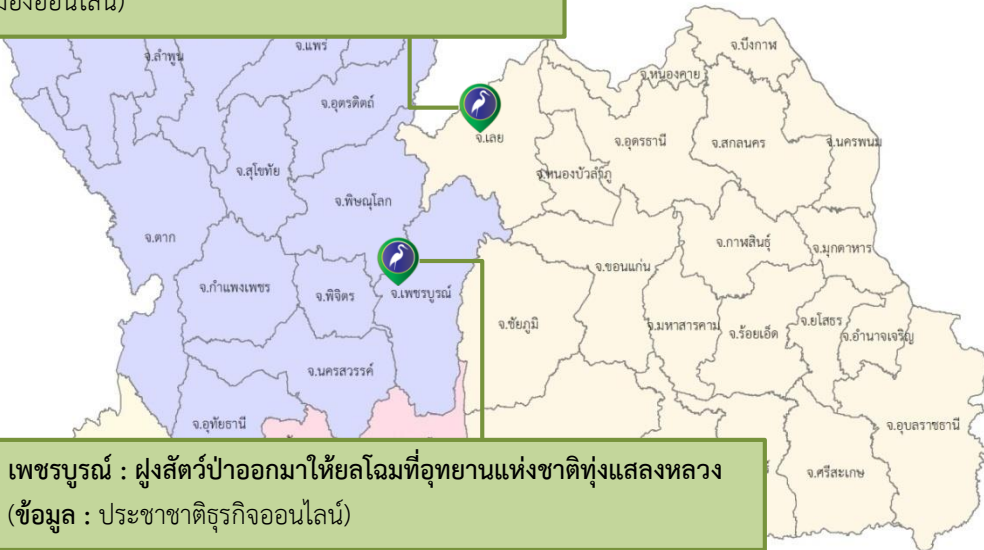 จ.ลำพูน
จ.แพร่
จ.บึงกาฬ
จ.หนองคาย
จ.อุตรดิตถ์
จ.เลย
จ.อุดรธานี
จ.สกลนคร
จ.นครพนม
จ.สุโขทัย
จ.หนองบัวลำภู
จ.พิษณุโลก
จ.ตาก
จ.กาฬสินธุ์
จ.มุกดาหาร
จ.ขอนแก่น
จ.กำแพงเพชร
จ.พิจิตร
จ.เพชรบูรณ์
จ.ชัยภูมิ
จ.มหาสารคาม
จ.ร้อยเอ็ด
จ.ยโสธร
จ.อำนาจเจริญ
จ.นครสวรรค์
จ.อุทัยธานี
จ.อุบลราชธานี
จ.ศรีสะเกษ
เพชรบูรณ์ : ฝูงสัตว์ป่าออกมาให้ยลโฉมที่อุทยานแห่งชาติทุ่งแสลงหลวง
(ข้อมูล : ประชาชาติธุรกิจออนไลน์)